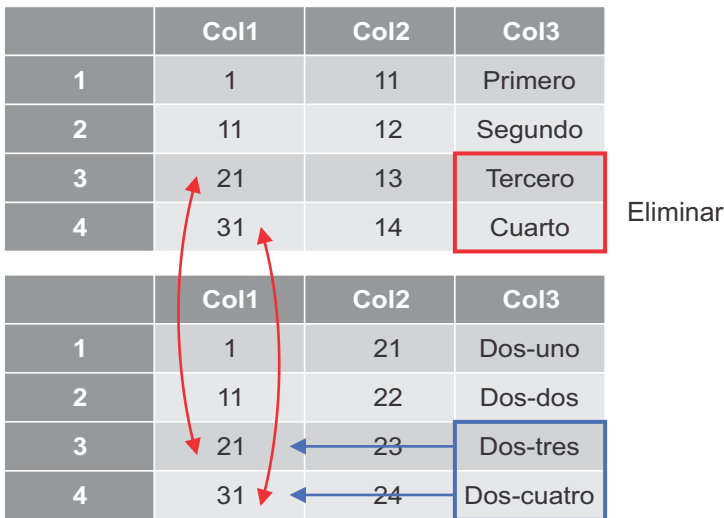 Col1 Col2 Col3
1 1 11 Primero
2 11 12 Segundo
3 21 13 Tercero
4 31 14 Cuarto
Eliminar
Col1 Col2 Col3
1 1 21 Dos-uno
2 11 22 Dos-dos
3 21 23 Dos-tres
4 31 24 Dos-cuatro